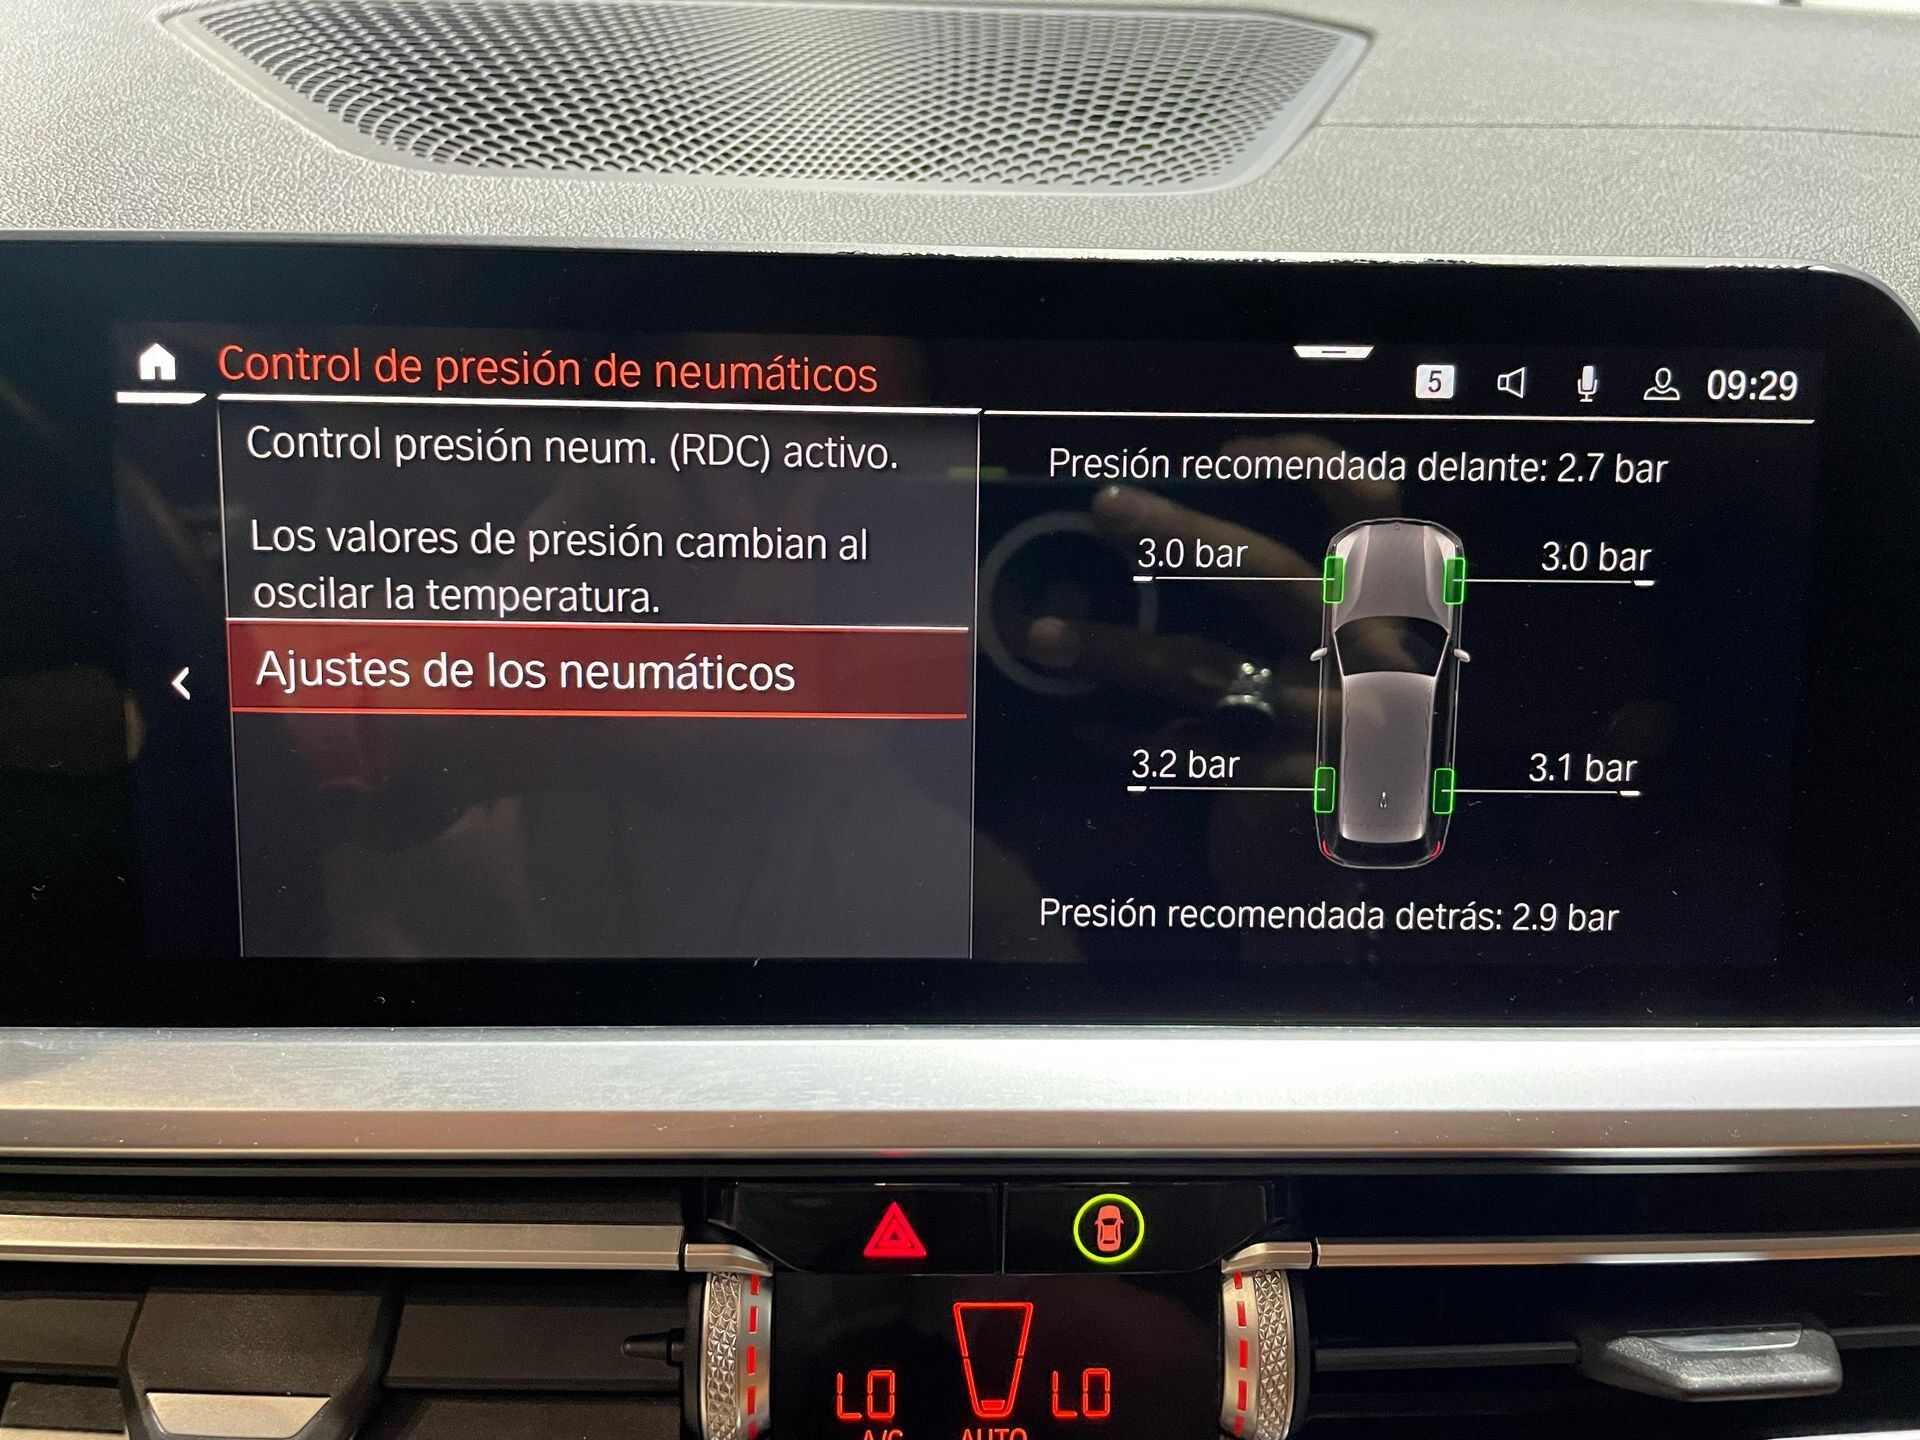 Control de presión de neumáticos
5
09:29
Control presión neum. (RDC) activo.
Los valores de presión cambian al
oscilar la temperatura.
Ajustes de los neumáticos
Presión recomendada delante: 2.7 bar
3.0 bar
3.0 bar
3.2 bar
3.1 bar
Presión recomendada detrás: 2.9 bar
LO
LO
A/C
AUTO